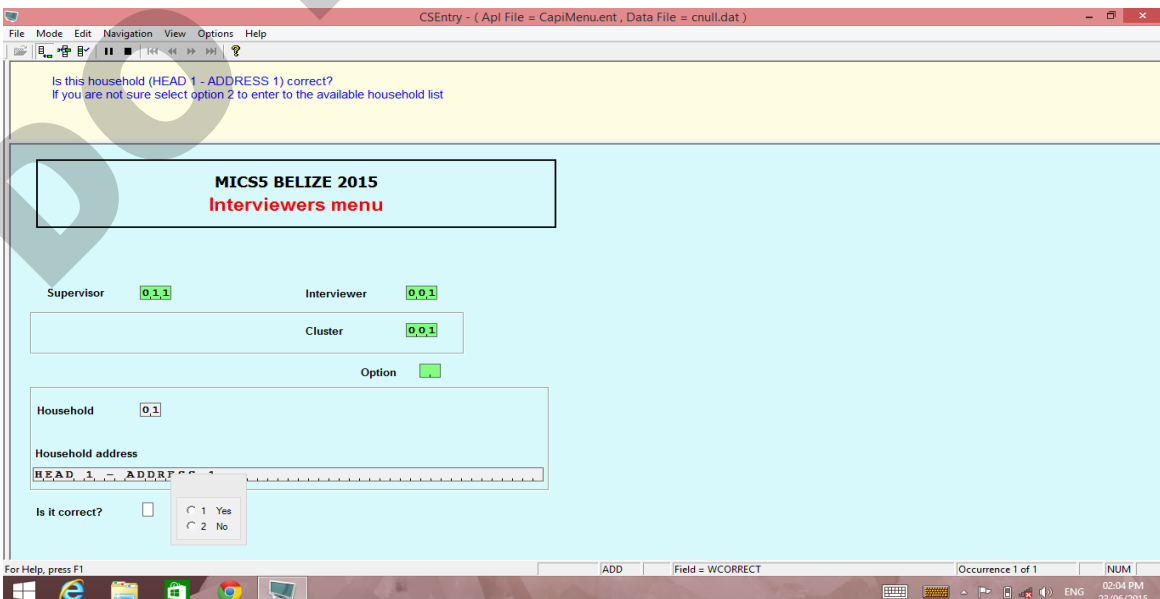 CSEntry - ( Apl File = CapiMenu.ent , Data File = cnull.dat )
File Mode Edit Navigation View Options Help
Is this household (HEAD 1 - ADDRESS 1) correct?
If you are not sure select option 2 to enter to the available household list
MICS5 BELIZE 2015
Interviewers menu
Supervisor 011 Interviewer 001
Cluster 001
Option
Household 01
Household address
HEAD 1 - ADDRESS 1
Is it correct? 1 Yes
2 No
For Help, press F1 ADD Field = WCORRECT Occurrence 1 of 1 NUM
ENG 02:04 PM
23/06/2015